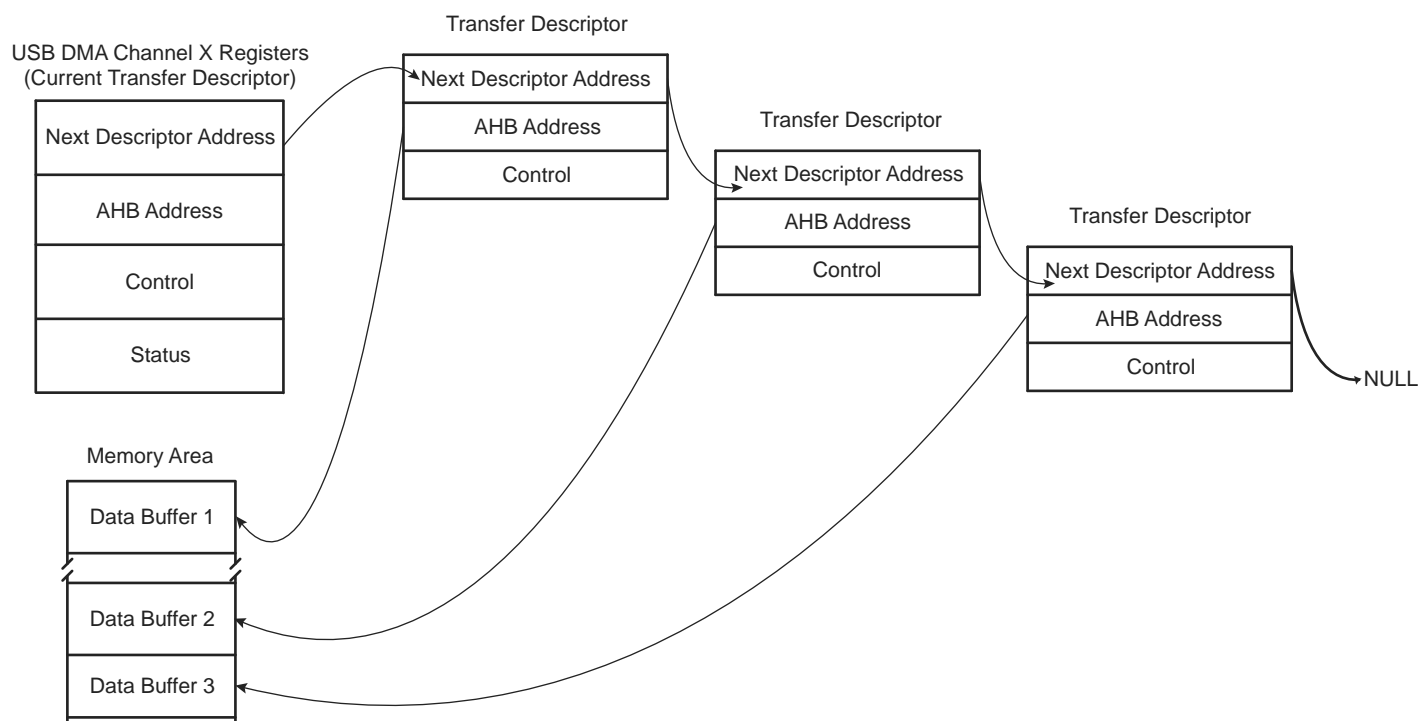 USB DMA Channel X Registers
(Current Transfer Descriptor)
Next Descriptor Address
AHB Address
Control
Status
Transfer Descriptor
Next Descriptor Address
AHB Address
Control
Transfer Descriptor
Next Descriptor Address
AHB Address
Control
Transfer Descriptor
Next Descriptor Address
AHB Address
Control
NULL
Memory Area
Data Buffer 1
Data Buffer 2
Data Buffer 3